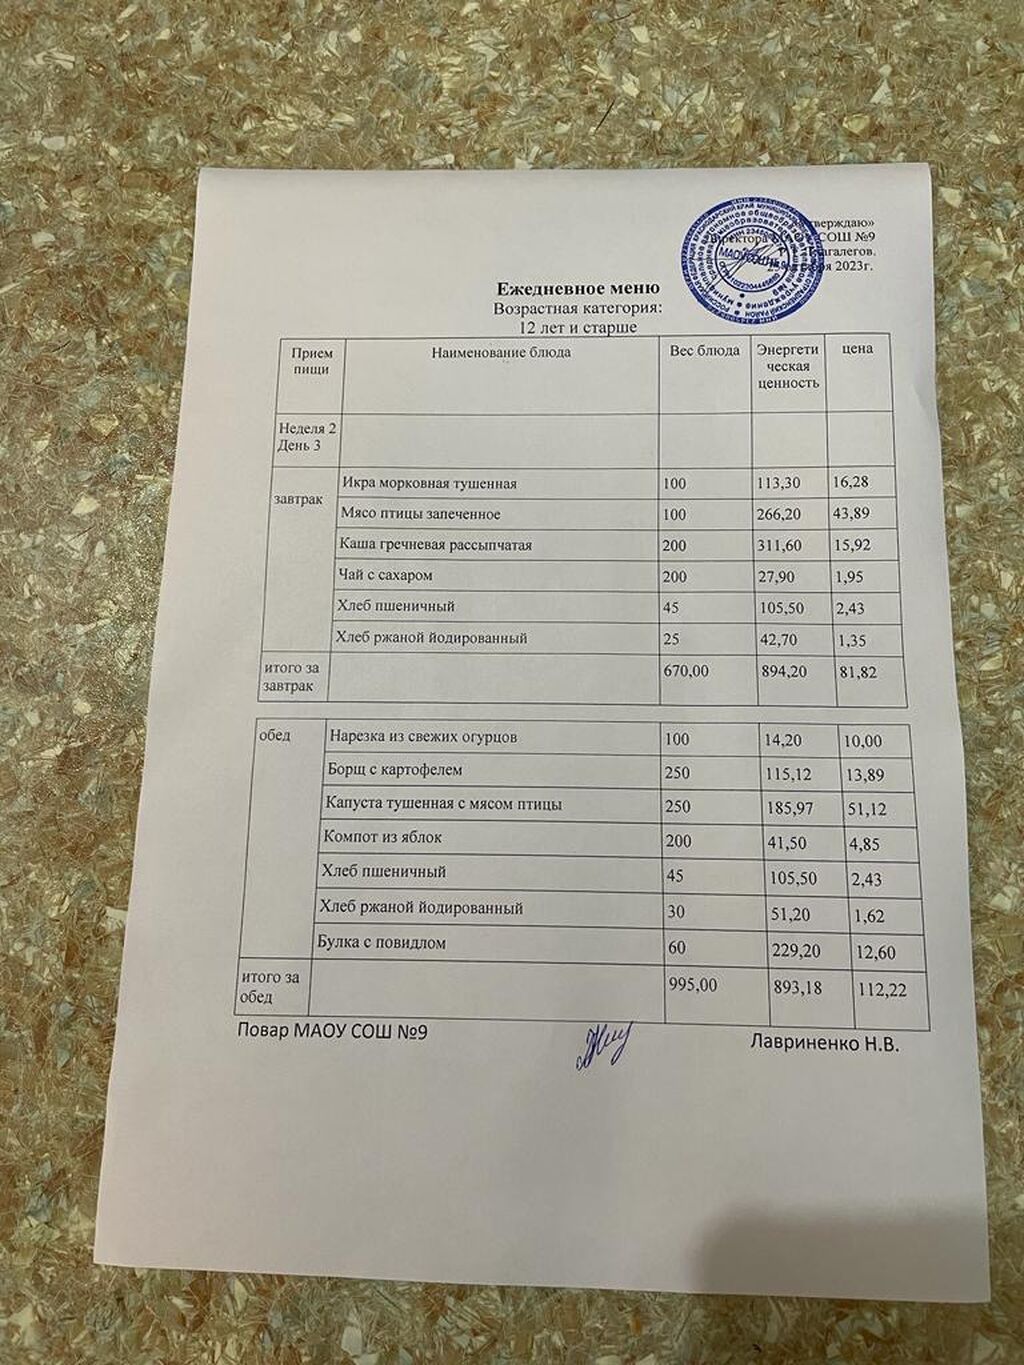 СОШ №9
2023г.
МАОУ СОШ №9
Ежедневное меню
Возрастная категория:
12 лет и старше
Прием пищи Наименование блюда Вес блюда Энергети ческая ценность цена
Неделя 2
День 3
завтрак
Икра морковная тушенная 100 113,30 16,28
Мясо птицы запеченное 100 266,20 43,89
Каша гречневая рассыпчатая 200 311,60 15,92
Чай с сахаром 200 27,90 1,95
Хлеб пшеничный 45 105,50 2,43
Хлеб ржаной йодированный 25 42,70 1,35
итого за завтрак 670,00 894,20 81,82
обед
Нарезка из свежих огурцов 100 14,20 10,00
Борщ с картофелем 250 115,12 13,89
Капуста тушенная с мясом птицы 250 185,97 51,12
Компот из яблок 200 41,50 4,85
Хлеб пшеничный 45 105,50 2,43
Хлеб ржаной йодированный 30 51,20 1,62
Булка с повидлом 60 229,20 12,60
итого за обед 995,00 893,18 112,22
Повар МАОУ СОШ №9 Лавриненко Н.В.